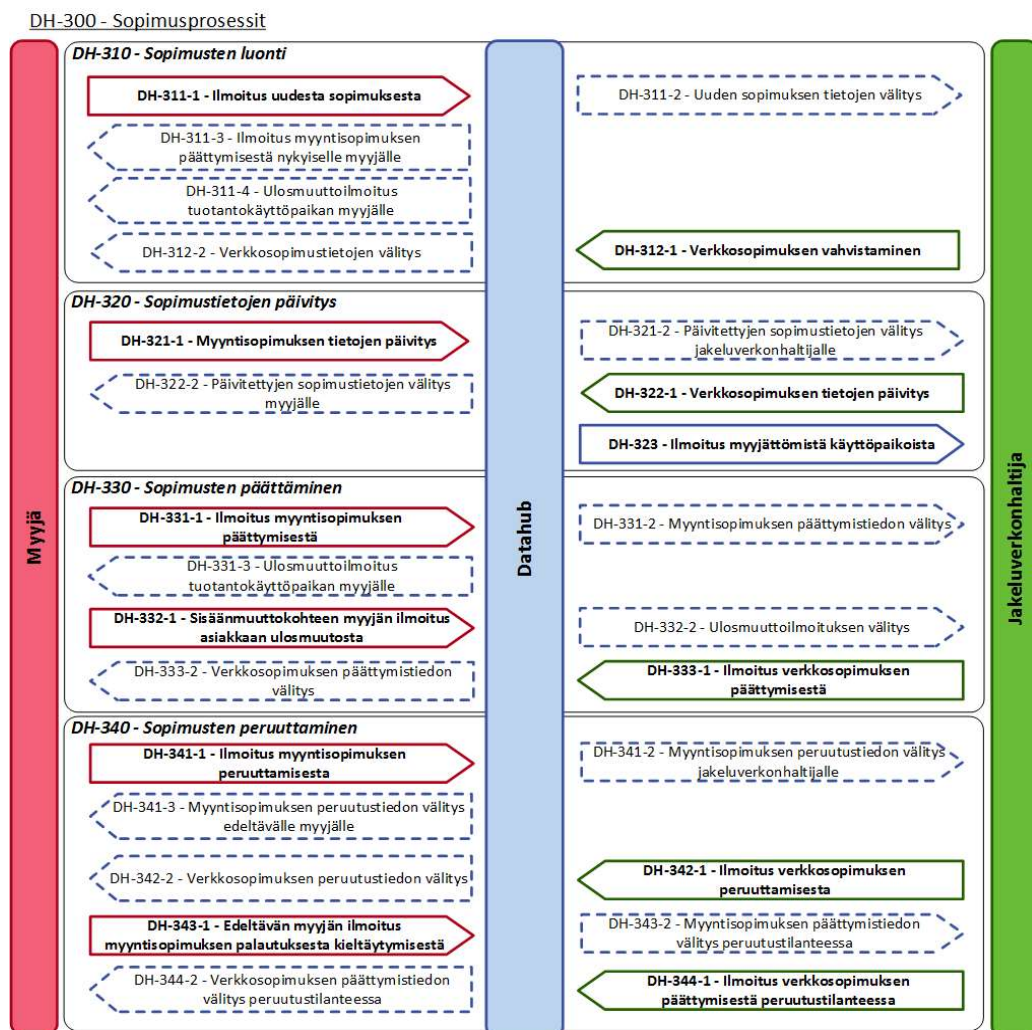 DH-300 - Sopimusprosessit
Myyjä
Datahub
Jakeluverkonhaltija
DH-310 - Sopimusten luonti
DH-311-1 - Ilmoitus uudesta sopimuksesta
DH-311-2 - Uuden sopimuksen tietojen välitys
DH-311-3 - Ilmoitus myyntisopimuksen
päättymisestä nykyiselle myyjälle
DH-311-4 - Ulosmuuttoilmoitus
tuotantokäyttöpaikan myyjälle
DH-312-2 - Verkkosopimustietojen välitys
DH-312-1 - Verkkosopimuksen vahvistaminen
DH-320 - Sopimustietojen päivitys
DH-321-1 - Myyntisopimuksen tietojen päivitys
DH-321-2 - Päivitettyjen sopimustietojen välitys
jakeluverkonhaltijalle
DH-322-2 - Päivitettyjen sopimustietojen välitys
myyjälle
DH-322-1 - Verkkosopimuksen tietojen päivitys
DH-323 - Ilmoitus myyjättömistä käyttöpaikoista
DH-330 - Sopimusten päättäminen
DH-331-1 - Ilmoitus myyntisopimuksen
päättymisestä
DH-331-2 - Myyntisopimuksen päättymistiedon välitys
DH-331-3 - Ulosmuuttoilmoitus
tuotantokäyttöpaikan myyjälle
DH-332-1 - Sisäänmuuttokohteen myyjän ilmoitus
asiakkaan ulosmuutosta
DH-332-2 - Ulosmuuttoilmoituksen välitys
DH-333-2 - Verkkosopimuksen päättymistiedon
välitys
DH-333-1 - Ilmoitus verkkosopimuksen
päättymisestä
DH-340 - Sopimusten peruuttaminen
DH-341-1 - Ilmoitus myyntisopimuksen
peruuttamisesta
DH-341-2 - Myyntisopimuksen peruutustiedon välitys
jakeluverkonhaltijalle
DH-341-3 - Myyntisopimuksen peruutustiedon välitys
edeltävälle myyjälle
DH-342-2 - Verkkosopimuksen peruutustiedon välitys
DH-342-1 - Ilmoitus verkkosopimuksen
peruuttamisesta
DH-343-1 - Edeltävän myyjän ilmoitus
myyntisopimuksen palautuksesta kieltäytymisestä
DH-343-2 - Myyntisopimuksen päättymistiedon
välitys peruutustilanteessa
DH-344-2 - Verkkosopimuksen päättymistiedon
välitys peruutustilanteessa
DH-344-1 - Ilmoitus verkkosopimuksen
päättymisestä peruutustilanteessa